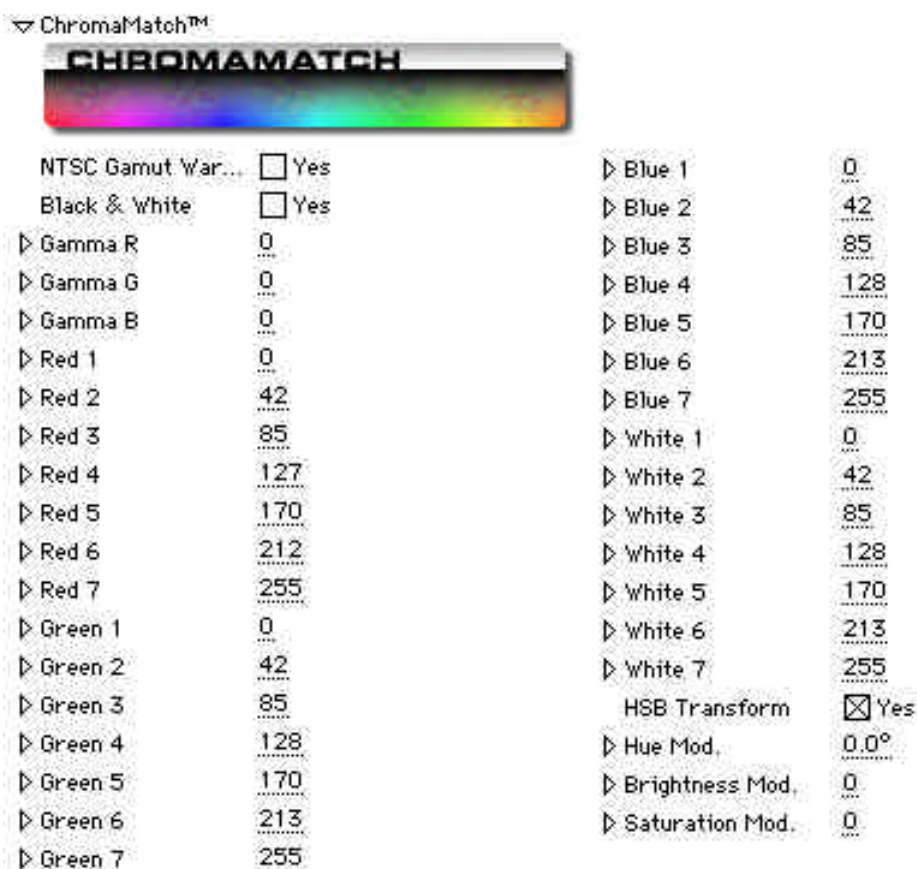 ChromaMatch™
CHROMAMATCH
NTSC Gamut War... Yes
Black & White Yes
Gamma R 0
Gamma G 0
Gamma B 0
Red 1 0
Red 2 42
Red 3 85
Red 4 127
Red 5 170
Red 6 212
Red 7 255
Green 1 0
Green 2 42
Green 3 85
Green 4 128
Green 5 170
Green 6 213
Green 7 255
Blue 1 0
Blue 2 42
Blue 3 85
Blue 4 128
Blue 5 170
Blue 6 213
Blue 7 255
White 1 0
White 2 42
White 3 85
White 4 128
White 5 170
White 6 213
White 7 255
HSB Transform Yes
Hue Mod. 0.0°
Brightness Mod. 0
Saturation Mod. 0